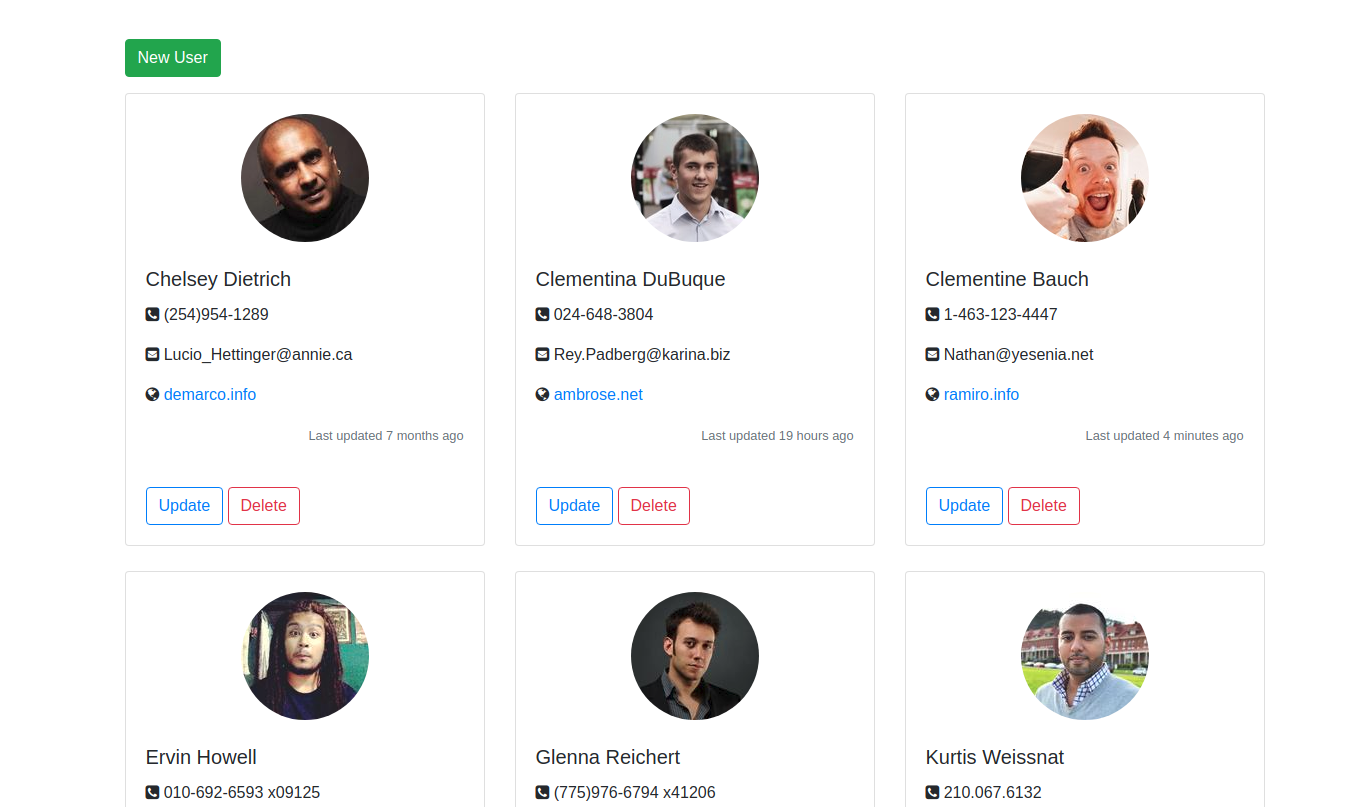 New User
Chelsey Dietrich
(254)954-1289
Lucio_Hettinger@annie.ca
demarco.info
Last updated 7 months ago
Update Delete
Clementina DuBuque
024-648-3804
Rey.Padberg@karina.biz
ambrose.net
Last updated 19 hours ago
Update Delete
Clementine Bauch
1-463-123-4447
Nathan@yesenia.net
ramiro.info
Last updated 4 minutes ago
Update Delete
Ervin Howell
010-692-6593 x09125
Glenna Reichert
(775)976-6794 x41206
Kurtis Weissnat
210.067.6132